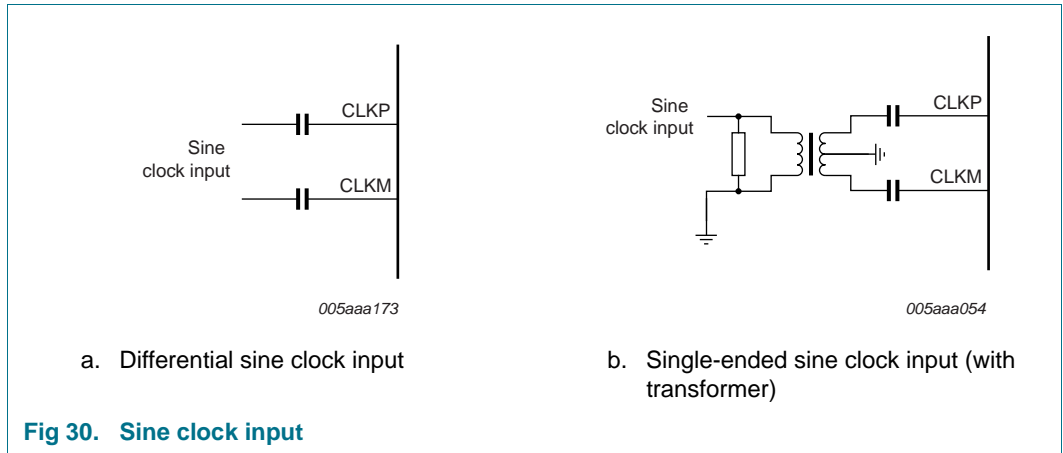 CLKP
Sine
clock input
CLKM
005aaa173
a. Differential sine clock input
Sine
clock input
CLKP
CLKM
005aaa054
b. Single-ended sine clock input (with
transformer)
Fig 30. Sine clock input